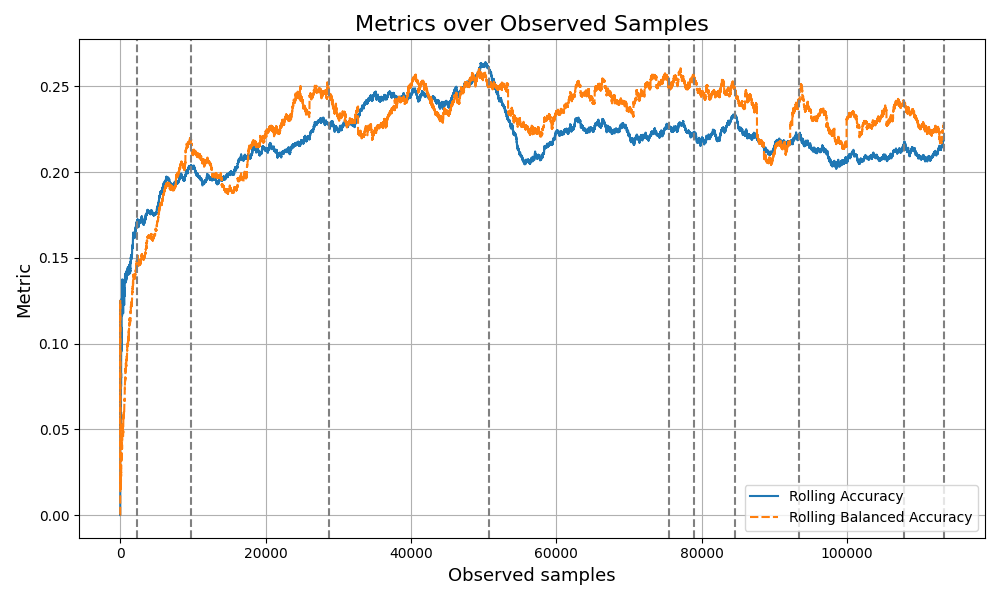 Metrics over Observed Samples
Metric
0.25
0.20
0.15
0.10
0.05
0.00
0 20000 40000 60000 80000 100000
Observed samples
Rolling Accuracy
Rolling Balanced Accuracy